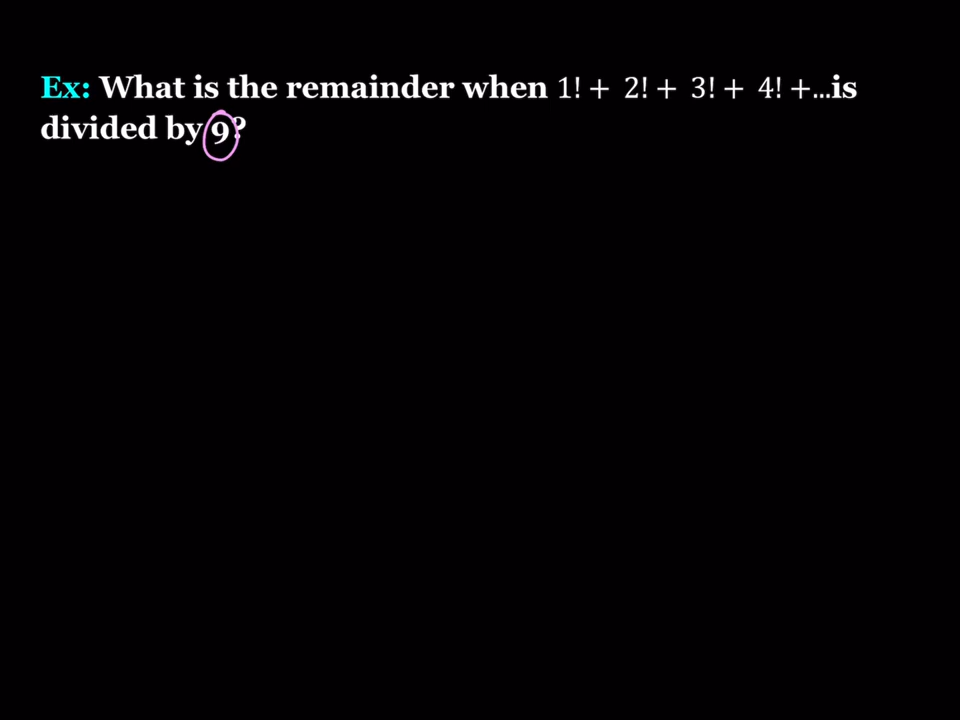 Ex: What is the remainder when 1! + 2! + 3! + 4! +...is
divided by 9?